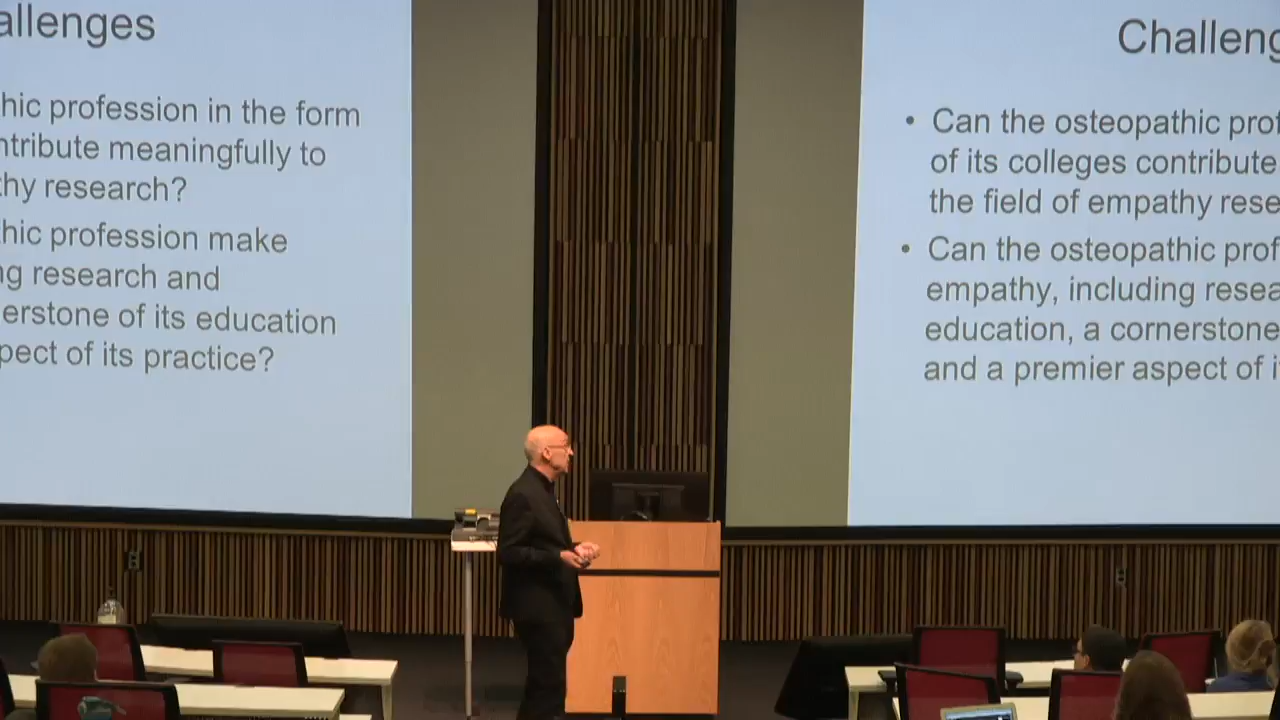 allenges
hic profession in the form
ntribute meaningfully to
thy research?
hic profession make
ng research and
erstone of its education
pect of its practice?
Challeng
• Can the osteopathic prof
of its colleges contribute
the field of empathy rese
• Can the osteopathic prof
empathy, including resea
education, a cornerstone
and a premier aspect of i